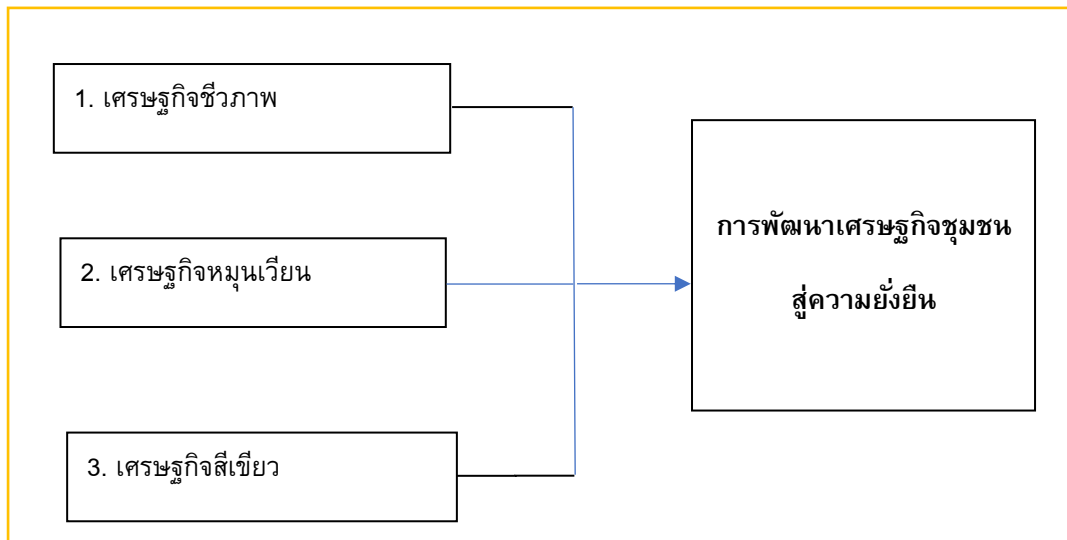 1. เศรษฐกิจชีวภาพ
2. เศรษฐกิจหมุนเวียน
3. เศรษฐกิจสีเขียว
การพัฒนาเศรษฐกิจชุมชน
สู่ความยั่งยืน